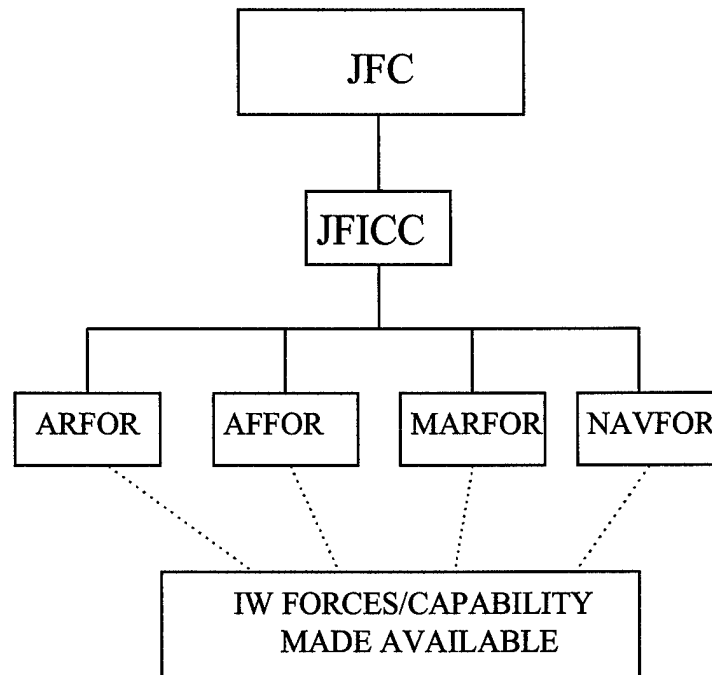 JFC
JFICC
ARFOR
AFFOR
MARFOR
NAVFOR
IW FORCES/CAPABILITY
MADE AVAILABLE